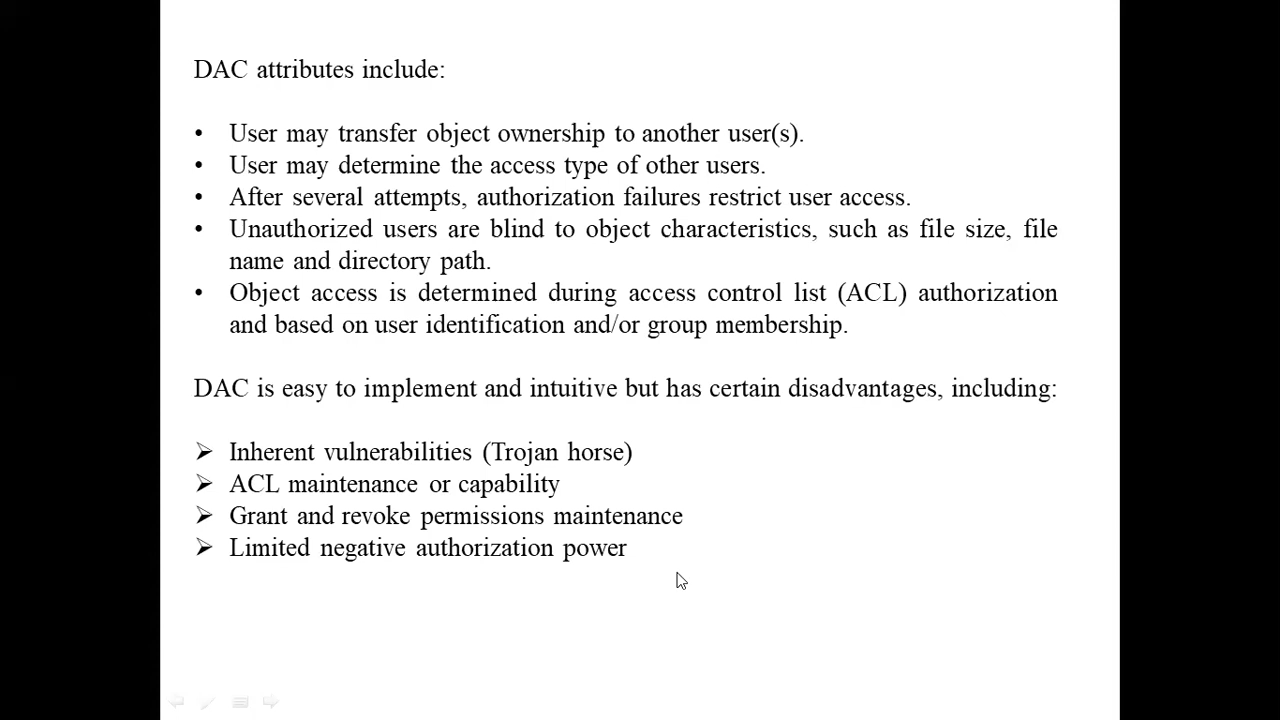 DAC attributes include:
• User may transfer object ownership to another user(s).
• User may determine the access type of other users.
• After several attempts, authorization failures restrict user access.
• Unauthorized users are blind to object characteristics, such as file size, file
name and directory path.
• Object access is determined during access control list (ACL) authorization
and based on user identification and/or group membership.
DAC is easy to implement and intuitive but has certain disadvantages, including:
➢ Inherent vulnerabilities (Trojan horse)
➢ ACL maintenance or capability
➢ Grant and revoke permissions maintenance
➢ Limited negative authorization power